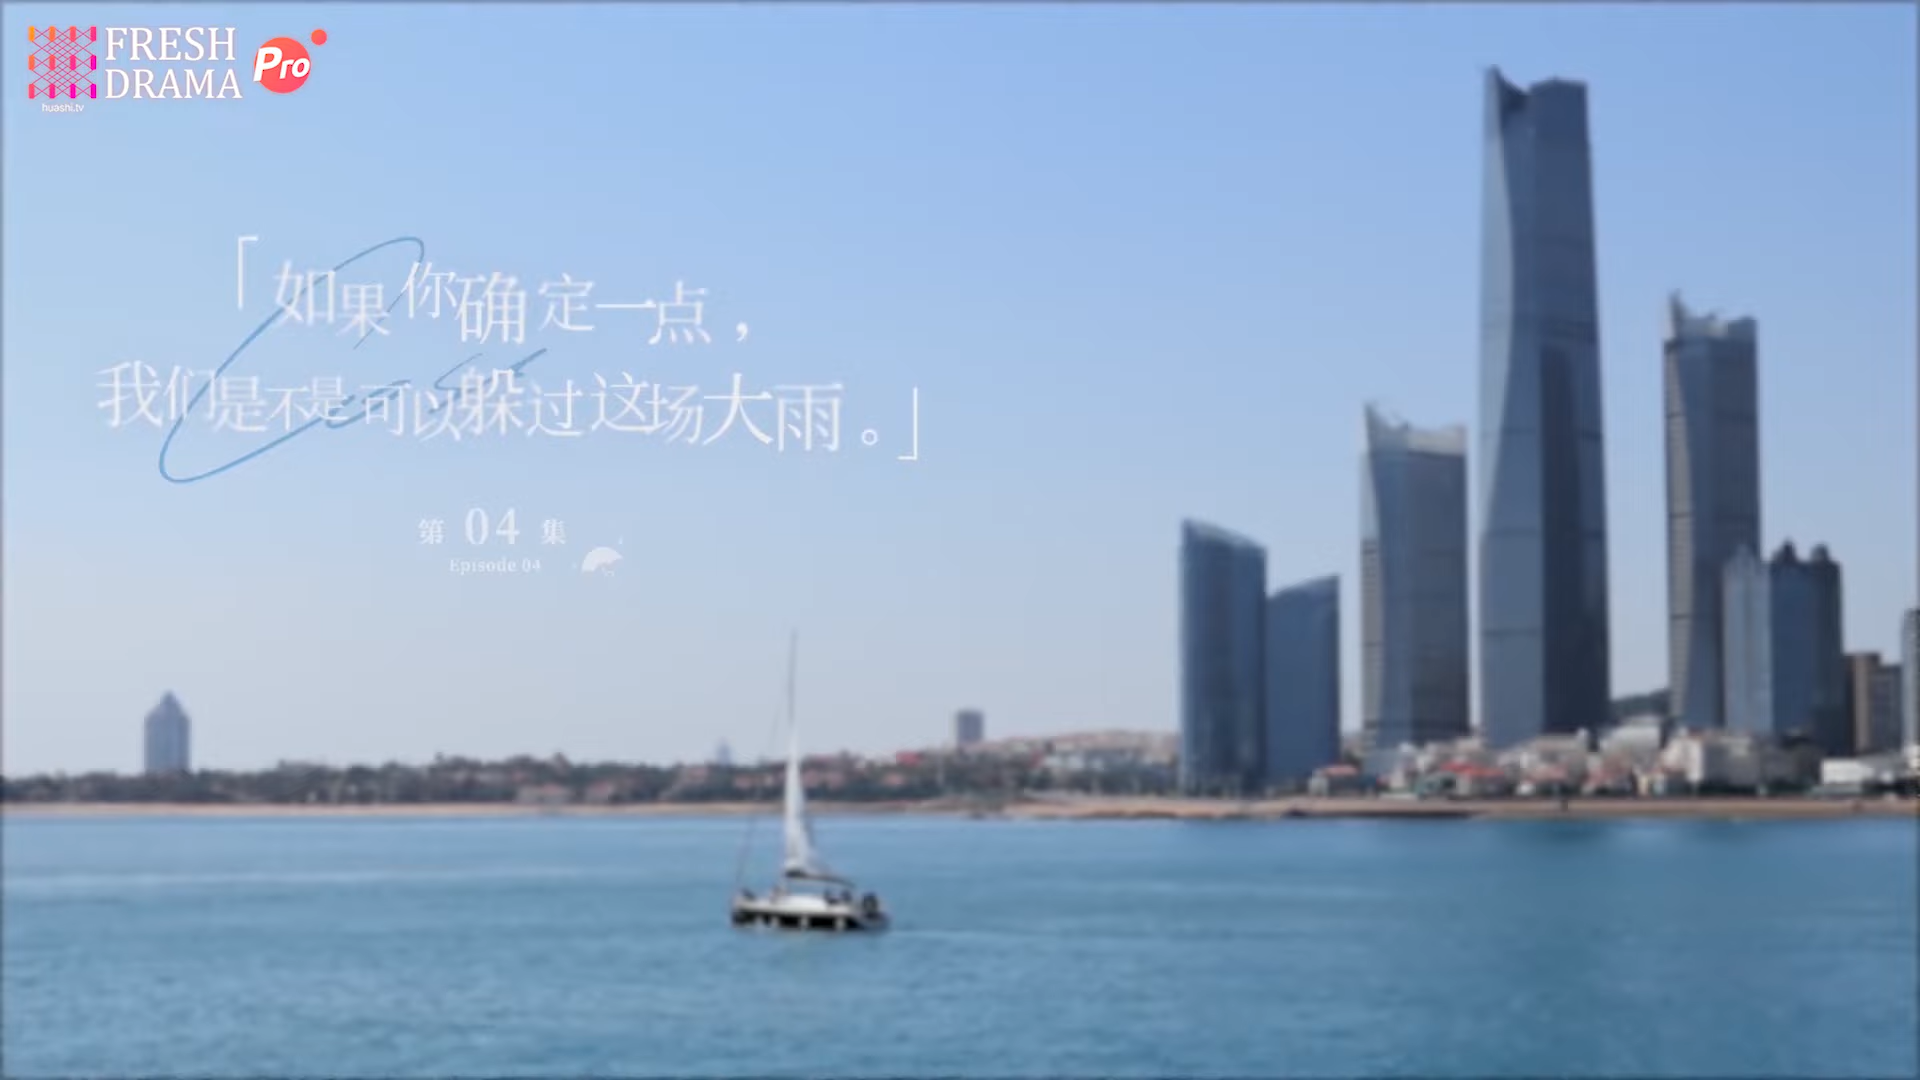 FRESH
DRAMA
Pro
huashi.tv
「如果你确定一点，
我们是不是可以躲过这场大雨。」
第 04 集
Episode 04